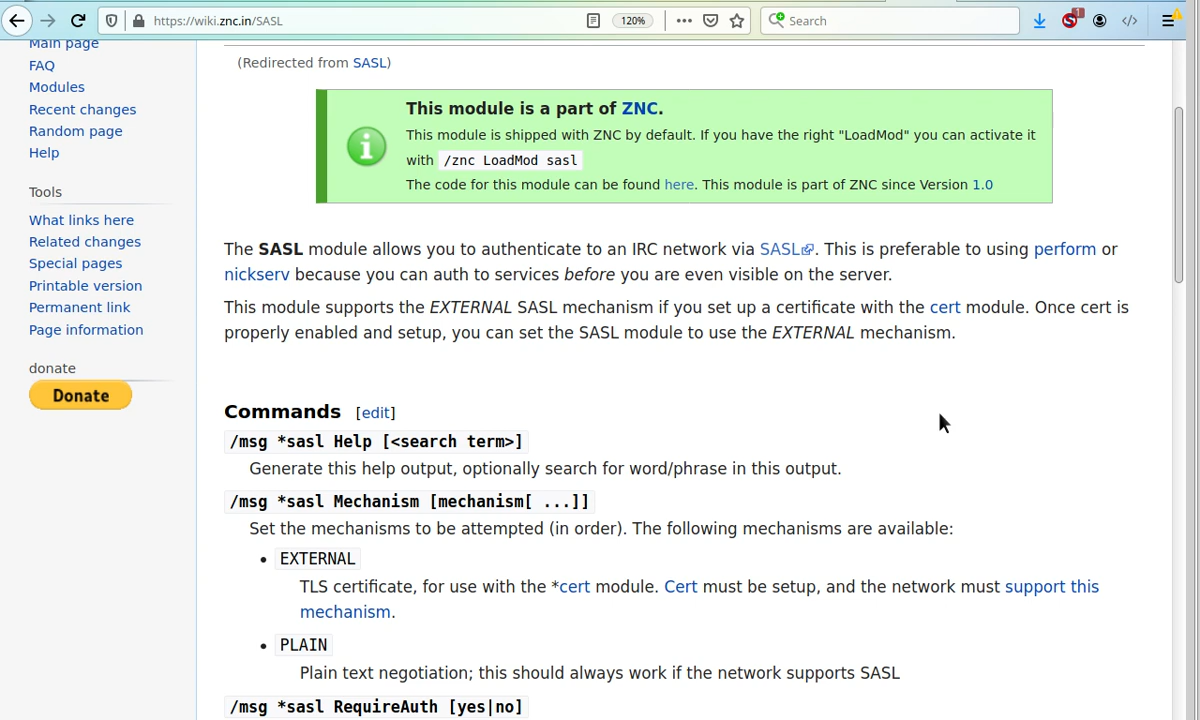 https://wiki.znc.in/SASL
120%
Search
1
Main page
FAQ
Modules
Recent changes
Random page
Help
Tools
What links here
Related changes
Special pages
Printable version
Permanent link
Page information
donate
Donate
(Redirected from SASL)
This module is a part of ZNC.
This module is shipped with ZNC by default. If you have the right "LoadMod" you can activate it
with /znc LoadMod sasl
The code for this module can be found here. This module is part of ZNC since Version 1.0
The SASL module allows you to authenticate to an IRC network via SASL. This is preferable to using perform or
nickserv because you can auth to services before you are even visible on the server.
This module supports the EXTERNAL SASL mechanism if you set up a certificate with the cert module. Once cert is
properly enabled and setup, you can set the SASL module to use the EXTERNAL mechanism.
Commands [edit]
/msg *sasl Help [<search term>]
Generate this help output, optionally search for word/phrase in this output.
/msg *sasl Mechanism [mechanism[ ...]]
Set the mechanisms to be attempted (in order). The following mechanisms are available:
• EXTERNAL
TLS certificate, for use with the *cert module. Cert must be setup, and the network must support this
mechanism.
• PLAIN
Plain text negotiation; this should always work if the network supports SASL
/msg *sasl RequireAuth [yes|no]